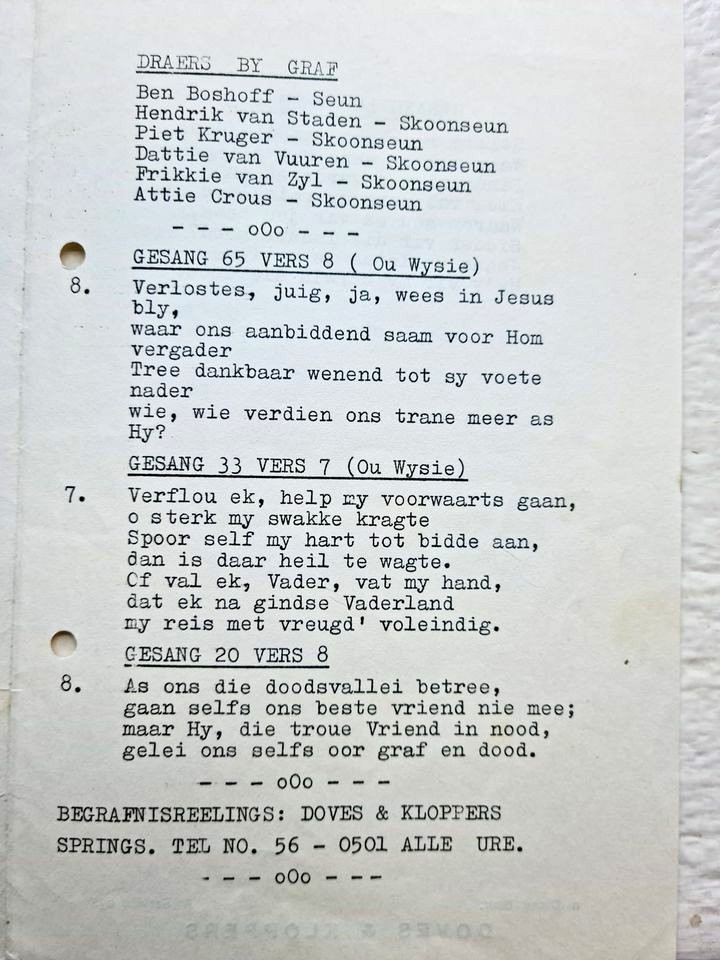 DRAERS BY GRAF
Ben Boshoff - Seun
Hendrik van Staden - Skoonseun
Piet Kruger - Skoonseun
Dattie van Vuuren - Skoonseun
Frikkie van Zyl - Skoonseun
Attie Crous - Skoonseun
- - - oOo - - -
GESANG 65 VERS 8 ( Ou Wysie)
8. Verlostes, juig, ja, wees in Jesus
bly,
waar ons aanbiddend saam voor Hom
vergader
Tree dankbaar wenend tot sy voete
nader
wie, wie verdien ons trane meer as
Hy?
GESANG 33 VERS 7 (Ou Wysie)
7. Verflou ek, help my voorwaarts gaan,
o sterk my swakke kragte
Spoor self my hart tot bidde aan,
dan is daar heil te wagte.
Of val ek, Vader, vat my hand,
dat ek na gindse Vaderland
my reis met vreugd' voleindig.
GESANG 20 VERS 8
8. As ons die doodsvallei betree,
gaan selfs ons beste vriend nie mee;
maar Hy, die troue Vriend in nood,
gelei ons selfs oor graf en dood.
- - - oOo - - -
BEGRAFNISREELINGS: DOVES & KLOPPERS
SPRINGS. TEL NO. 56 - 0501 ALLE URE.
- - - oOo - - -
DOVES & KLOPPERS